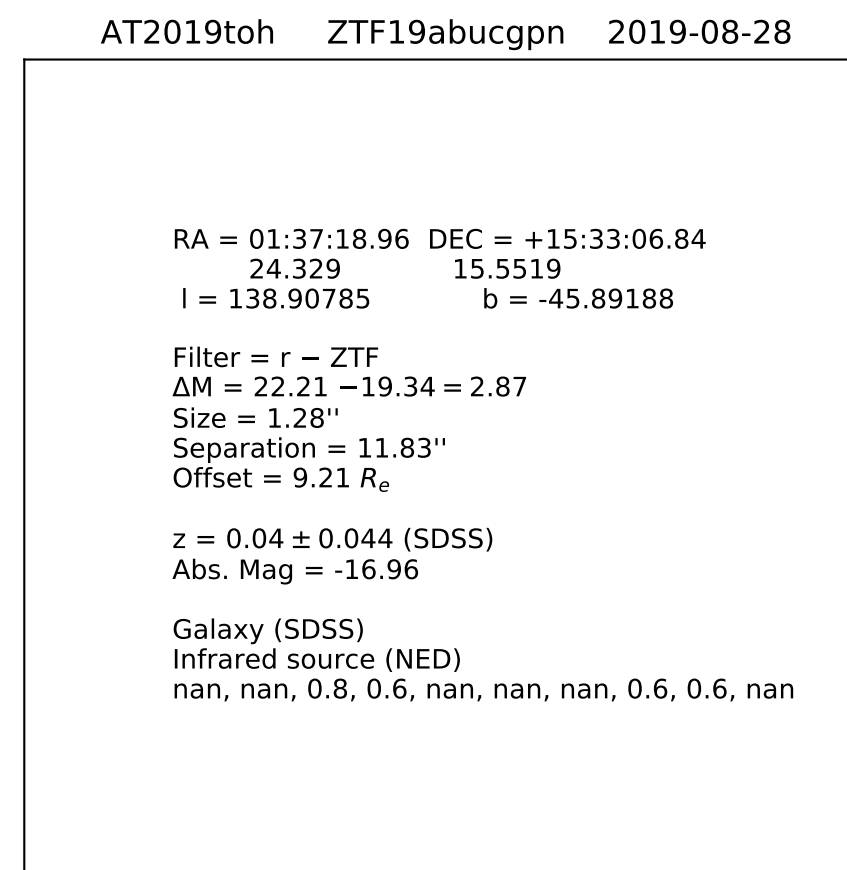 AT2019toh ZTF19abucgpn 2019-08-28
RA = 01:37:18.96 DEC = +15:33:06.84
24.329 15.5519
l = 138.90785 b = -45.89188
Filter = r − ZTF
ΔM = 22.21 −19.34 = 2.87
Size = 1.28''
Separation = 11.83''
Offset = 9.21 Rₑ
z = 0.04 ± 0.044 (SDSS)
Abs. Mag = -16.96
Galaxy (SDSS)
Infrared source (NED)
nan, nan, 0.8, 0.6, nan, nan, nan, 0.6, 0.6, nan